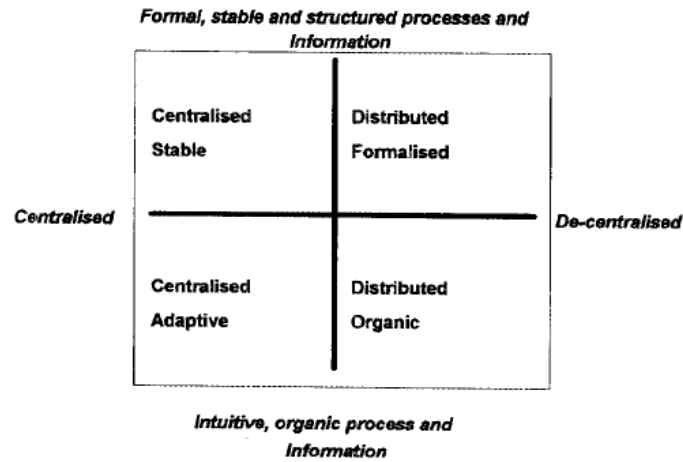 Formal, stable and structured processes and
Information
Centralised
Stable
Distributed
Formalised
Centralised
De-centralised
Centralised
Adaptive
Distributed
Organic
Intuitive, organic process and
Information